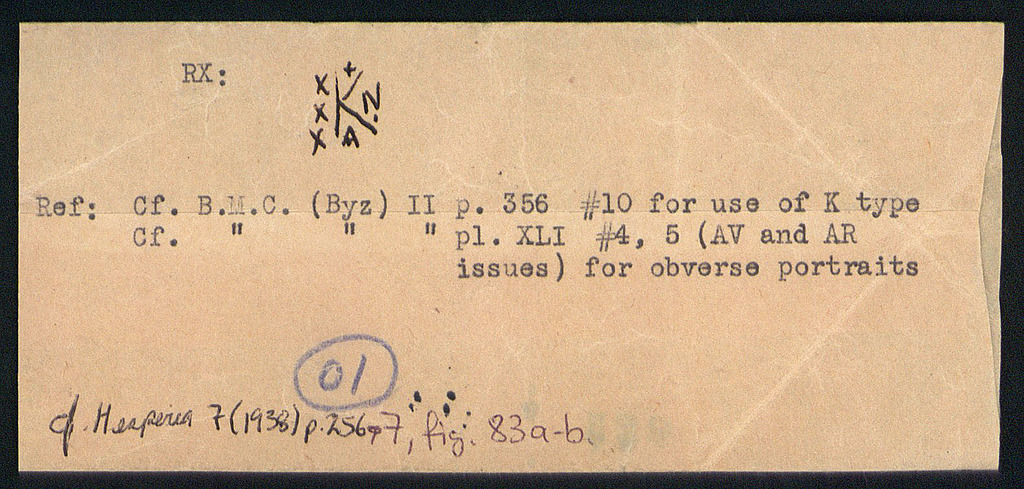 RX:
X + 
X K N
X A
Ref: Cf. B.M.C. (Byz) II p. 356 #10 for use of K type
Cf. " " " pl. XLI #4, 5 (AV and AR
issues) for obverse portraits
01
cf. Hesperia 7 (1938) p. 256-7, fig. 83a-b.